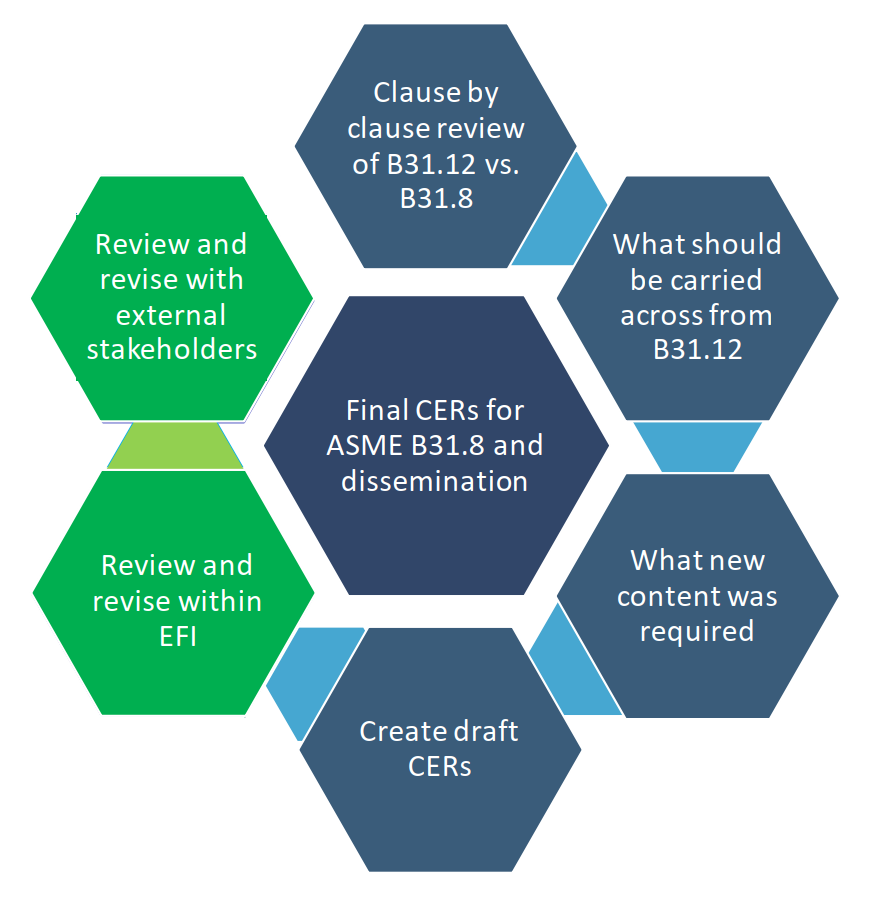 Clause by
clause review
of B31.12 vs.
B31.8
What should
be carried
across from
B31.12
What new
content was
required
Create draft
CERs
Review and
revise within
EFI
Review and
revise with
external
stakeholders
Final CERs for
ASME B31.8 and
dissemination